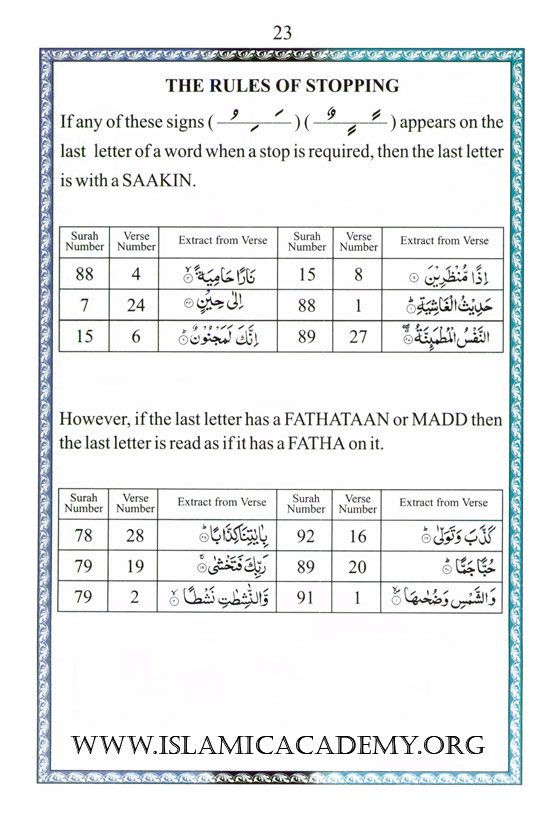 23
THE RULES OF STOPPING
If any of these signs ( ـَـِـُ ) ( ـًـٍـٌ ) appears on the
last letter of a word when a stop is required, then the last letter
is with a SAAKIN.
Surah Number Verse Number Extract from Verse Surah Number Verse Number Extract from Verse
88 4 نَارًا حَامِيَةً 15 8 اِذًا مُّنْظَرِيْنَ
7 24 اِلٰى حِيْنٍ 88 1 حَدِيْثُ الْغَاشِيَةِ
15 6 اِنَّكَ لَمَجْنُوْنٌ 89 27 النَّفْسُ الْمُطْمَئِنَّةُ
However, if the last letter has a FATHATAAN or MADD then
the last letter is read as if it has a FATHA on it.
Surah Number Verse Number Extract from Verse Surah Number Verse Number Extract from Verse
78 28 بِاٰيٰتِنَا كِذَّابًا 92 16 كَذَّبَ وَتَوَلّٰى
79 19 رَبِّكَ فَتَخْشٰى 89 20 حُبًّا جَمًّا
79 2 وَّالنّٰشِطٰتِ نَشْطًا 91 1 وَالشَّمْسِ وَضُحٰىهَا
WWW.ISLAMICACADEMY.ORG